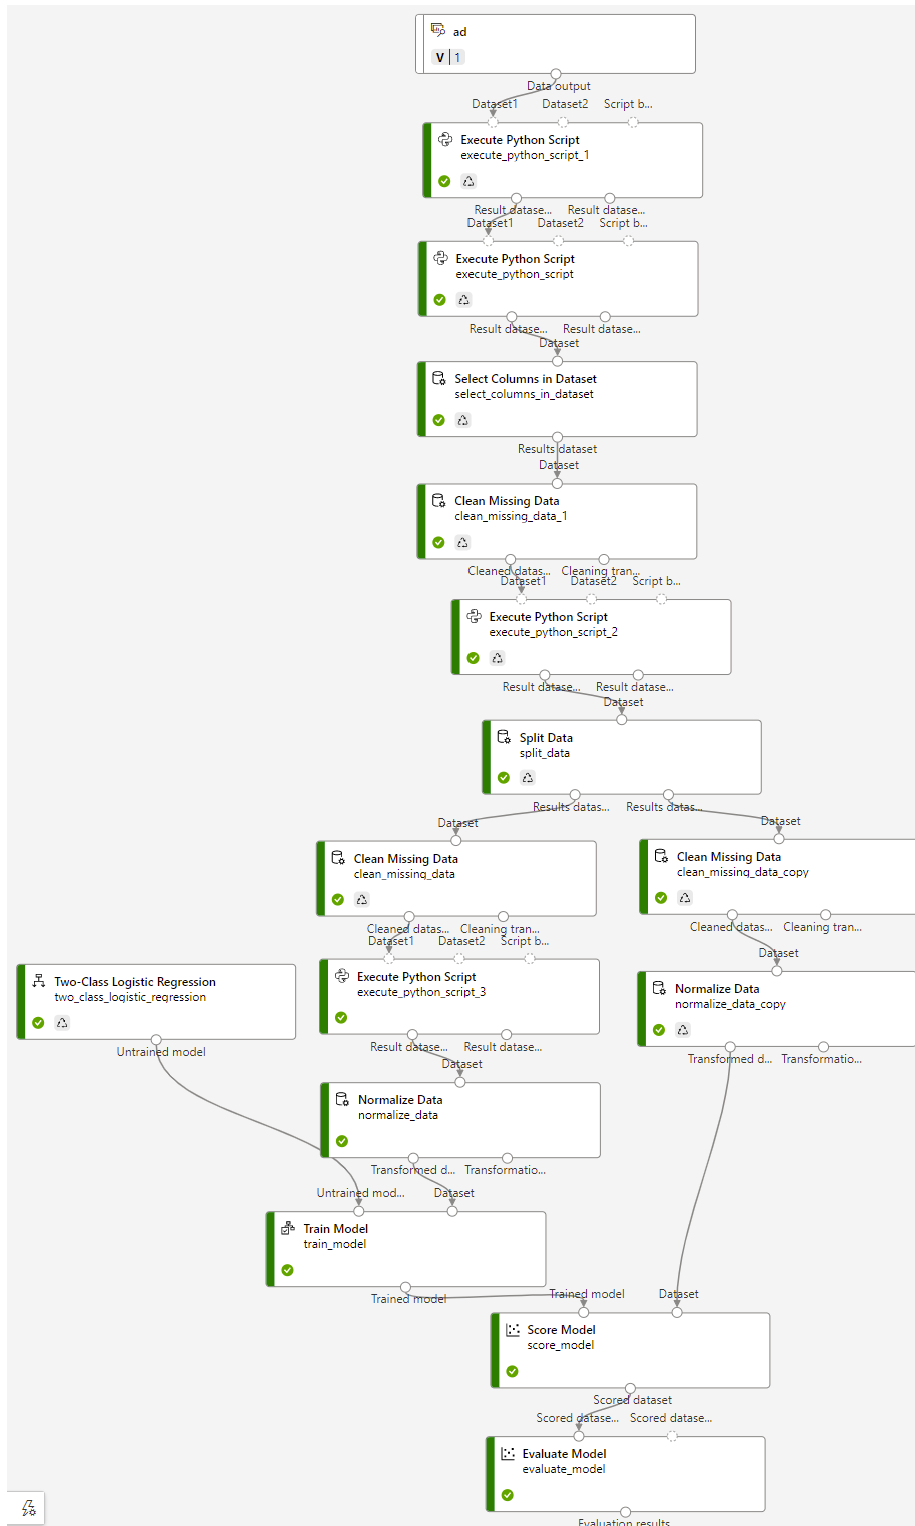 ad
V 1
Data output
Dataset1 Dataset2 Script b...
Execute Python Script
execute_python_script_1
Result datase... Result datase...
Dataset1 Dataset2 Script b...
Execute Python Script
execute_python_script
Result datase... Result datase...
Dataset
Select Columns in Dataset
select_columns_in_dataset
Results dataset
Dataset
Clean Missing Data
clean_missing_data_1
Cleaned datas... Cleaning tran...
Dataset1 Dataset2 Script b...
Execute Python Script
execute_python_script_2
Result datase... Result datase...
Dataset
Split Data
split_data
Results datas... Results datas...
Dataset Dataset
Clean Missing Data
clean_missing_data
Clean Missing Data
clean_missing_data_copy
Cleaned datas... Cleaning tran...
Cleaned datas... Cleaning tran...
Dataset1 Dataset2 Script b...
Dataset
Two-Class Logistic Regression
two_class_logistic_regression
Execute Python Script
execute_python_script_3
Normalize Data
normalize_data_copy
Untrained model
Result datase... Result datase...
Transformed d... Transformatio...
Dataset
Normalize Data
normalize_data
Transformed d... Transformatio...
Untrained mod... Dataset
Train Model
train_model
Trained model
Trained model Dataset
Score Model
score_model
Scored dataset
Scored datase... Scored datase...
Evaluate Model
evaluate_model
Evaluation results